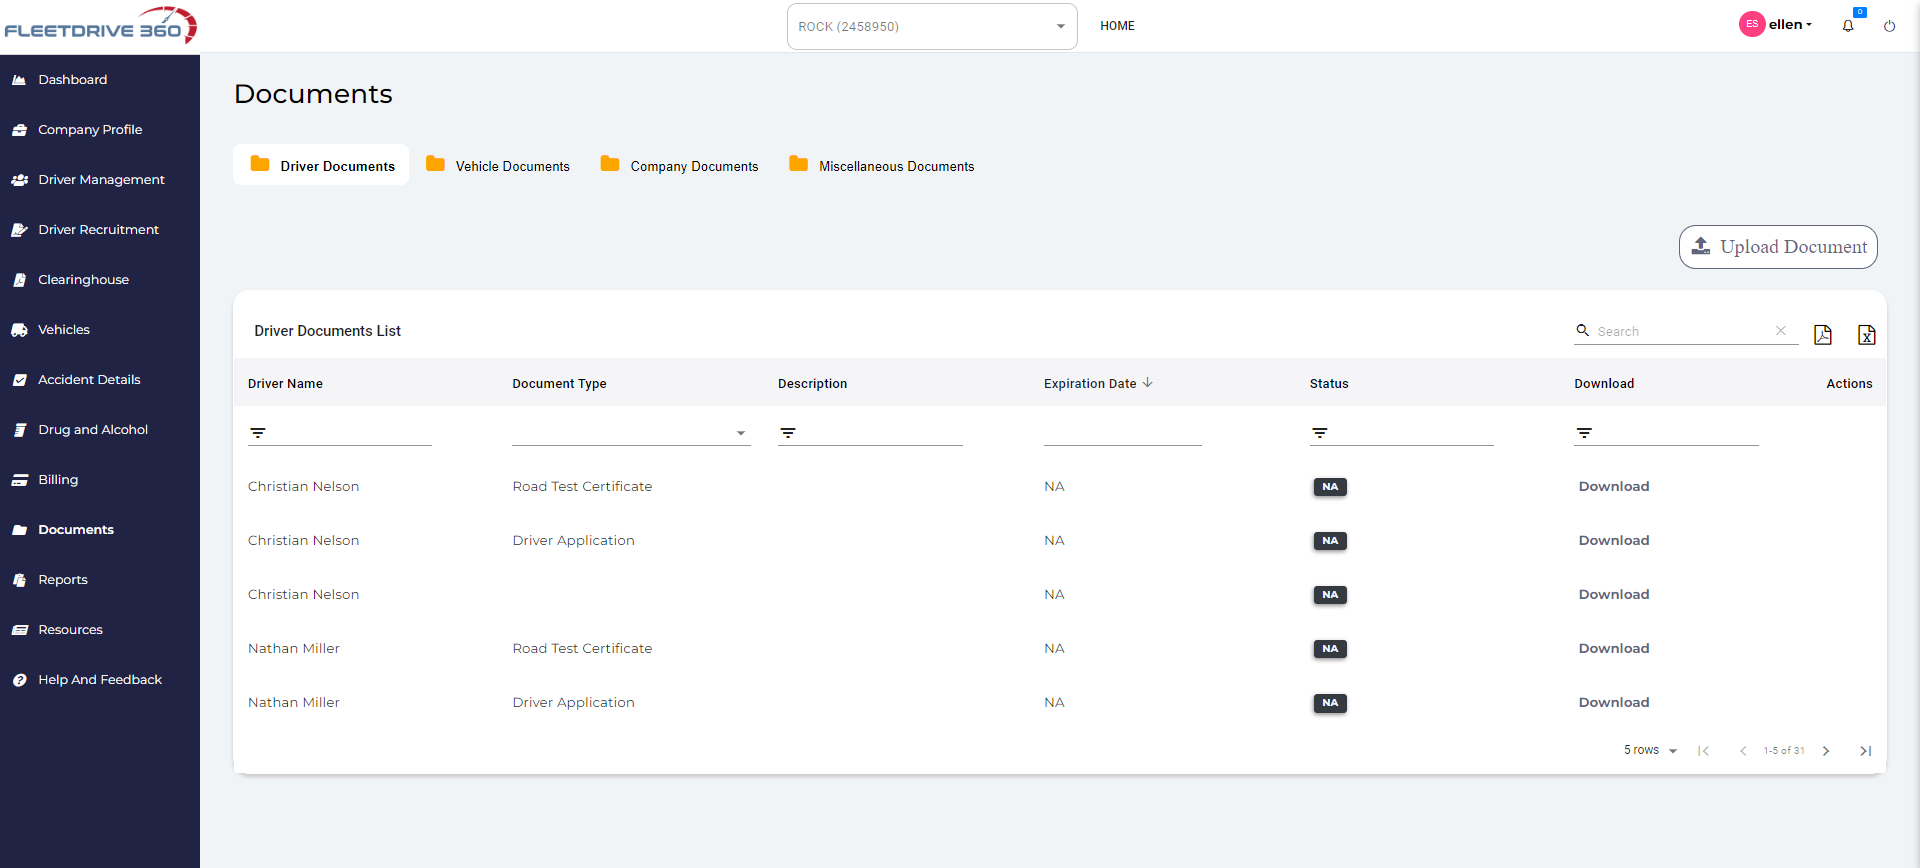 FLEETDRIVE 360
ROCK (2458950)
HOME
ES
ellen
0
Dashboard
Company Profile
Driver Management
Driver Recruitment
Clearinghouse
Vehicles
Accident Details
Drug and Alcohol
Billing
Documents
Reports
Resources
Help And Feedback
Documents
Driver Documents Vehicle Documents Company Documents Miscellaneous Documents
Upload Document
Driver Documents List
Search
Driver Name Document Type Description Expiration Date Status Download Actions
Christian Nelson Road Test Certificate NA NA Download
Christian Nelson Driver Application NA NA Download
Christian Nelson NA NA Download
Nathan Miller Road Test Certificate NA NA Download
Nathan Miller Driver Application NA NA Download
5 rows 1-5 of 31